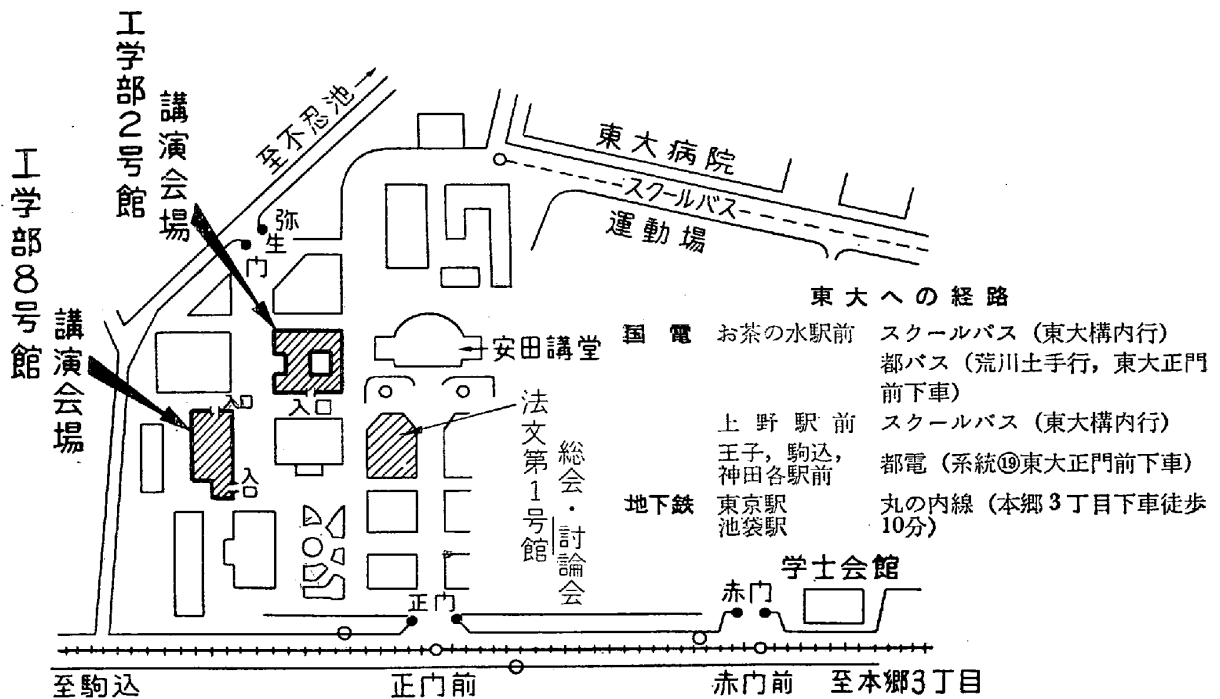 工学部2号館
講演会場
工学部8号館
講演会場
至不忍池
弥生門
東大病院
スクールバス
運動場
安田講堂
入口
入口
入口
法文第1号館
総会・討論会
東大への経路
国電 お茶の水駅前 スクールバス（東大構内行）
都バス（荒川土手行，東大正門
前下車）
上野駅前 スクールバス（東大構内行）
王子，駒込，
神田各駅前 都電（系統⑲東大正門前下車）
地下鉄 東京駅 丸の内線（本郷3丁目下車徒歩
池袋駅 10分）
学士会館
正門
赤門
至駒込
正門前
赤門前
至本郷3丁目